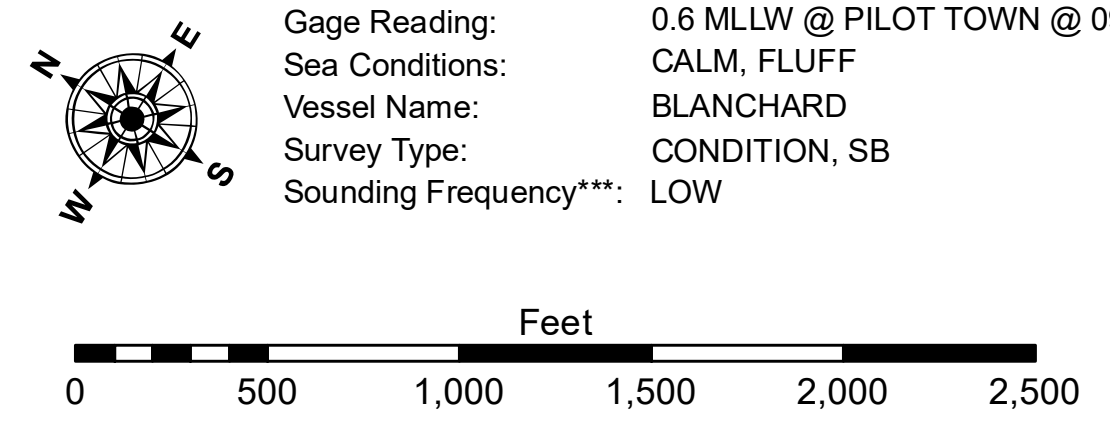 N
E
S
W
Gage Reading: 0.6 MLLW @ PILOT TOWN @
Sea Conditions: CALM, FLUFF
Vessel Name: BLANCHARD
Survey Type: CONDITION, SB
Sounding Frequency***: LOW
Feet
0 500 1,000 1,500 2,000 2,500